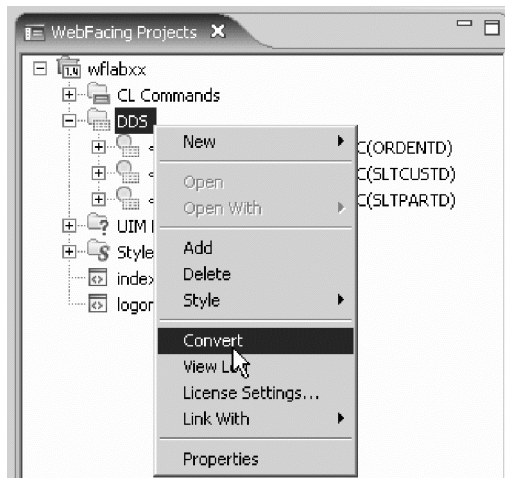 WebFacing Projects
wflabxx
CL Commands
DDS
New
C(ORDENTD)
C(SLTCUSTD)
Open
C(SLTPARTD)
Open With
UIM
Add
Style
Delete
index
Style
logon
Convert
View Log
License Settings...
Link With
Properties